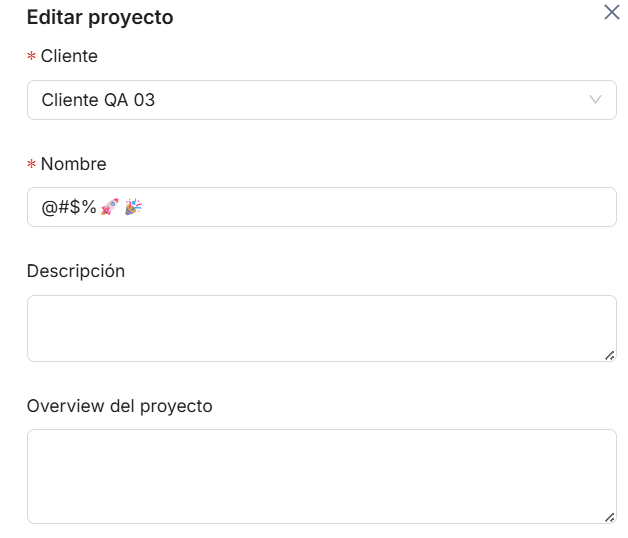 Editar proyecto
* Cliente
Cliente QA 03
* Nombre
@#$%🚀🎉
Descripción
Overview del proyecto